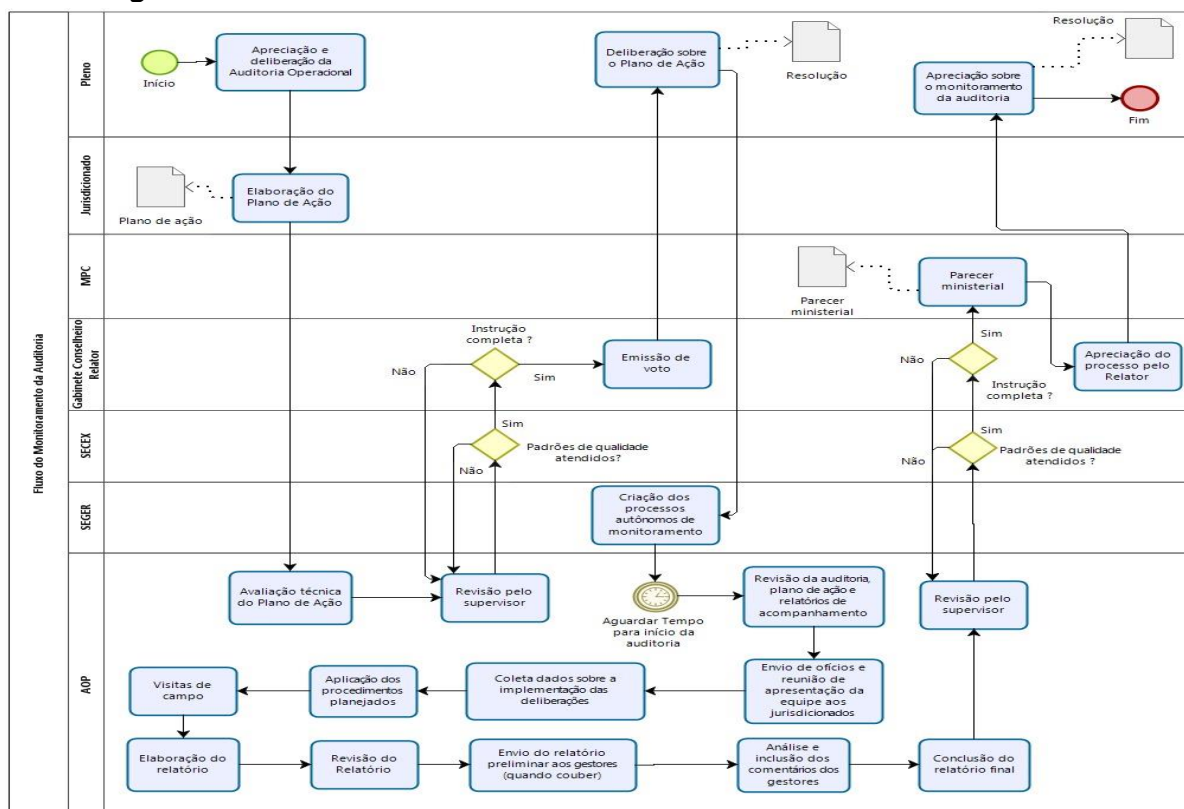 Fluxo do Monitoramento da Auditoria
Pleno
Início
Apreciação e
deliberação da
Auditoria Operacional
Deliberação sobre
o Plano de Ação
Resolução
Apreciação sobre
o monitoramento
da auditoria
Resolução
Fim
Jurisdicionado
Plano de ação
Elaboração do
Plano de Ação
MPC
Parecer
ministerial
Parecer
ministerial
Gabinete Conselheiro
Relator
Instrução
completa ?
Não
Sim
Emissão de
voto
Sim
Não
Instrução
completa ?
Apreciação do
processo pelo
Relator
SECEX
Sim
Padrões de qualidade
atendidos?
Não
Sim
Padrões de qualidade
atendidos ?
Não
SEGER
Criação dos
processos
autônomos de
monitoramento
AOP
Avaliação técnica
do Plano de Ação
Revisão pelo
supervisor
Aguardar Tempo
para início da
auditoria
Revisão da auditoria,
plano de ação e
relatórios de
acompanhamento
Revisão pelo
supervisor
Visitas de
campo
Aplicação dos
procedimentos
planejados
Coleta dados sobre a
implementação das
deliberações
Envio de ofícios e
reunião de
apresentação da
equipe aos
jurisdicionados
Elaboração do
relatório
Revisão do
Relatório
Envio do relatório
preliminar aos gestores
(quando couber)
Análise e
inclusão dos
comentários dos
gestores
Conclusão do
relatório final